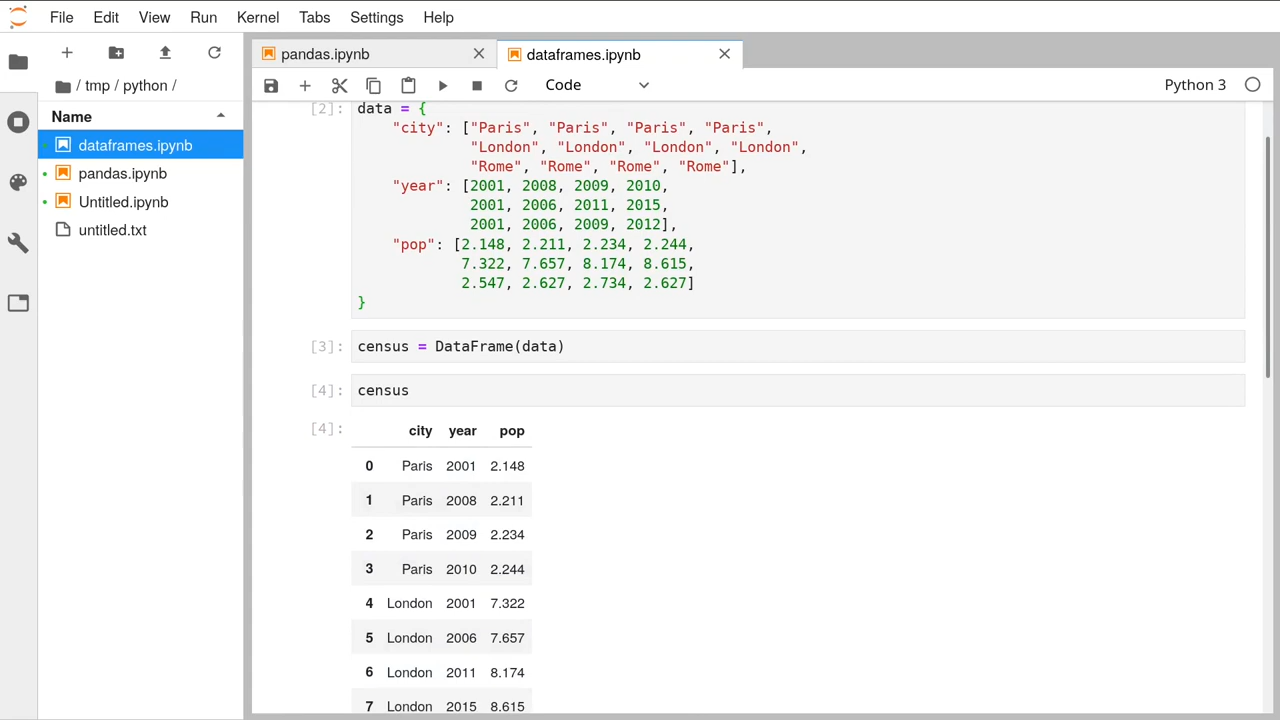 File Edit View Run Kernel Tabs Settings Help
pandas.ipynb dataframes.ipynb
/ tmp / python /
Code Python 3
Name
dataframes.ipynb
pandas.ipynb
Untitled.ipynb
untitled.txt
[2]: data = {
"city": ["Paris", "Paris", "Paris", "Paris",
"London", "London", "London", "London",
"Rome", "Rome", "Rome", "Rome"],
"year": [2001, 2008, 2009, 2010,
2001, 2006, 2011, 2015,
2001, 2006, 2009, 2012],
"pop": [2.148, 2.211, 2.234, 2.244,
7.322, 7.657, 8.174, 8.615,
2.547, 2.627, 2.734, 2.627]
}
[3]: census = DataFrame(data)
[4]: census
[4]: city year pop
0 Paris 2001 2.148
1 Paris 2008 2.211
2 Paris 2009 2.234
3 Paris 2010 2.244
4 London 2001 7.322
5 London 2006 7.657
6 London 2011 8.174
7 London 2015 8.615